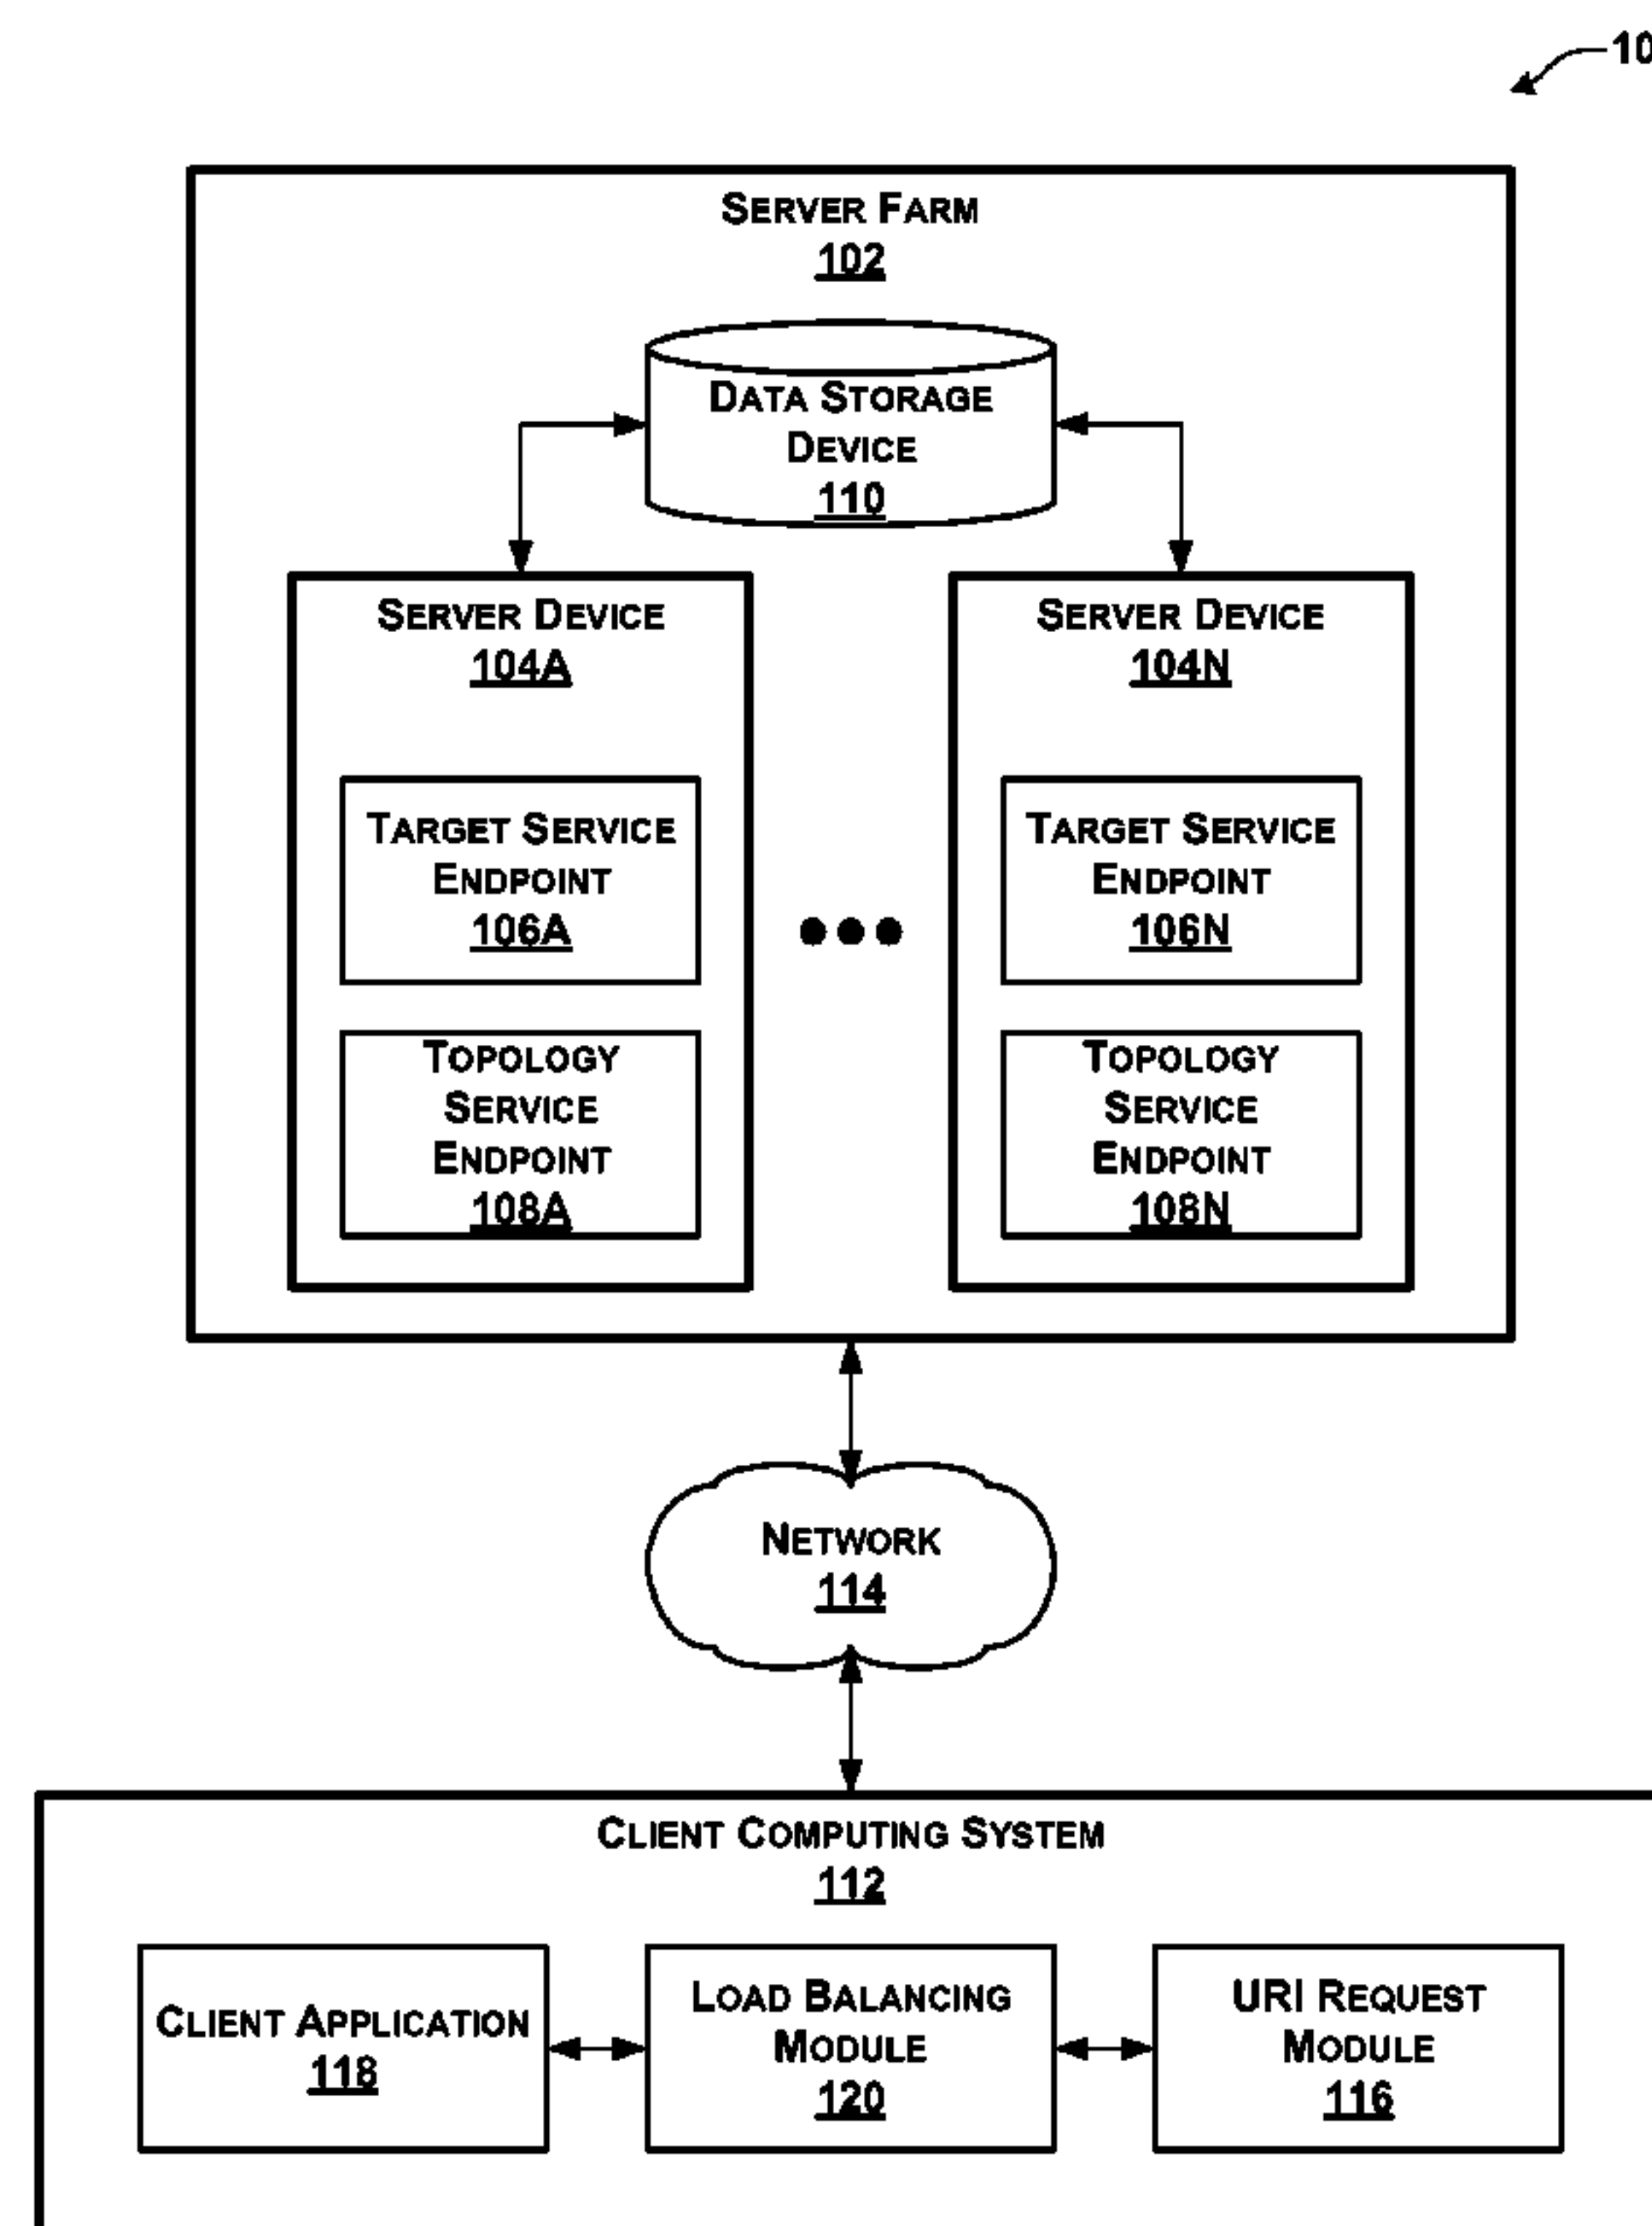 10
SERVER FARM
102
DATA STORAGE
DEVICE
110
SERVER DEVICE
104A
TARGET SERVICE
ENDPOINT
106A
TOPOLOGY
SERVICE
ENDPOINT
108A
SERVER DEVICE
104N
TARGET SERVICE
ENDPOINT
106N
TOPOLOGY
SERVICE
ENDPOINT
108N
NETWORK
114
CLIENT COMPUTING SYSTEM
112
CLIENT APPLICATION
118
LOAD BALANCING
MODULE
120
URI REQUEST
MODULE
116